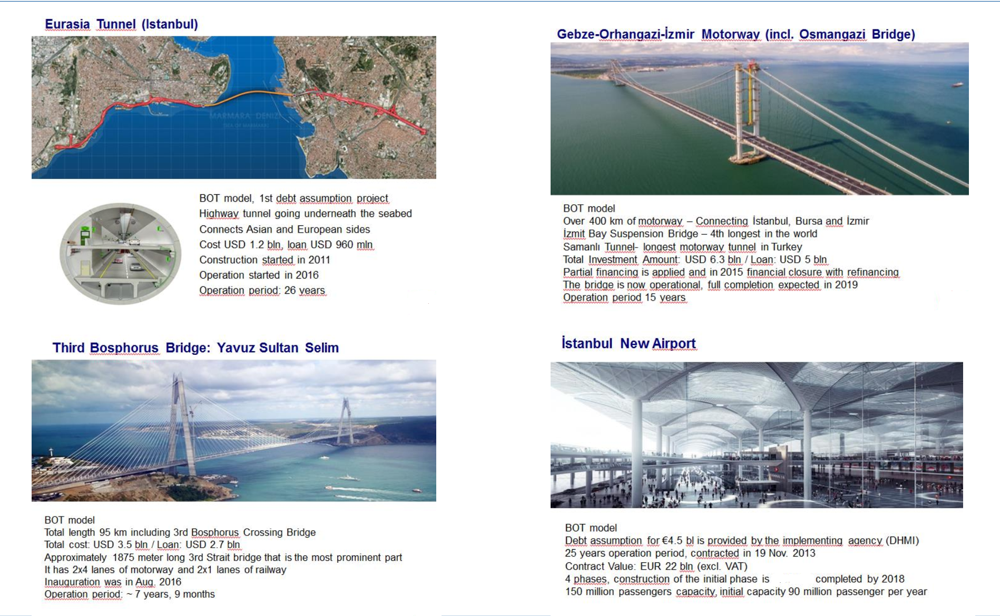 Eurasia Tunnel (Istanbul)
MARMARA DENIZI
(SEA OF MARMARA)
BOT model, 1st debt assumption project
Highway tunnel going underneath the seabed
Connects Asian and European sides
Cost USD 1.2 bln, loan USD 960 mln
Construction started in 2011
Operation started in 2016
Operation period: 26 years
Gebze-Orhangazi-İzmir Motorway (incl. Osmangazi Bridge)
BOT model
Over 400 km of motorway – Connecting İstanbul, Bursa and İzmir
İzmit Bay Suspension Bridge – 4th longest in the world
Samanlı Tunnel- longest motorway tunnel in Turkey
Total Investment Amount: USD 6.3 bln / Loan: USD 5 bln
Partial financing is applied and in 2015 financial closure with refinancing
The bridge is now operational, full completion expected in 2019
Operation period 15 years
Third Bosphorus Bridge: Yavuz Sultan Selim
BOT model
Total length 95 km including 3rd Bosphorus Crossing Bridge
Total cost: USD 3.5 bln / Loan: USD 2.7 bln
Approximately 1875 meter long 3rd Strait bridge that is the most prominent part
It has 2x4 lanes of motorway and 2x1 lanes of railway
Inauguration was in Aug. 2016
Operation period: ~ 7 years, 9 months
İstanbul New Airport
BOT model
Debt assumption for €4.5 bl is provided by the implementing agency (DHMI)
25 years operation period, contracted in 19 Nov. 2013
Contract Value: EUR 22 bln (excl. VAT)
4 phases, construction of the initial phase is completed by 2018
150 million passengers capacity, initial capacity 90 million passenger per year